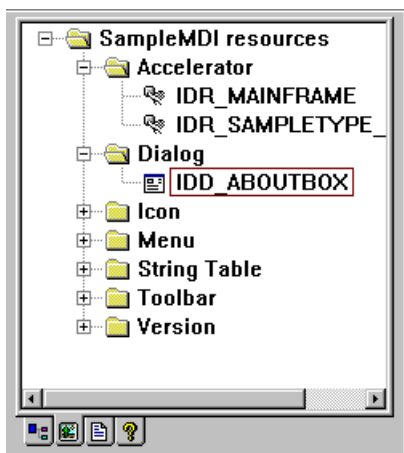 SampleMDI resources
Accelerator
IDR_MAINFRAME
IDR_SAMPLETYPE_
Dialog
IDD_ABOUTBOX
Icon
Menu
String Table
Toolbar
Version